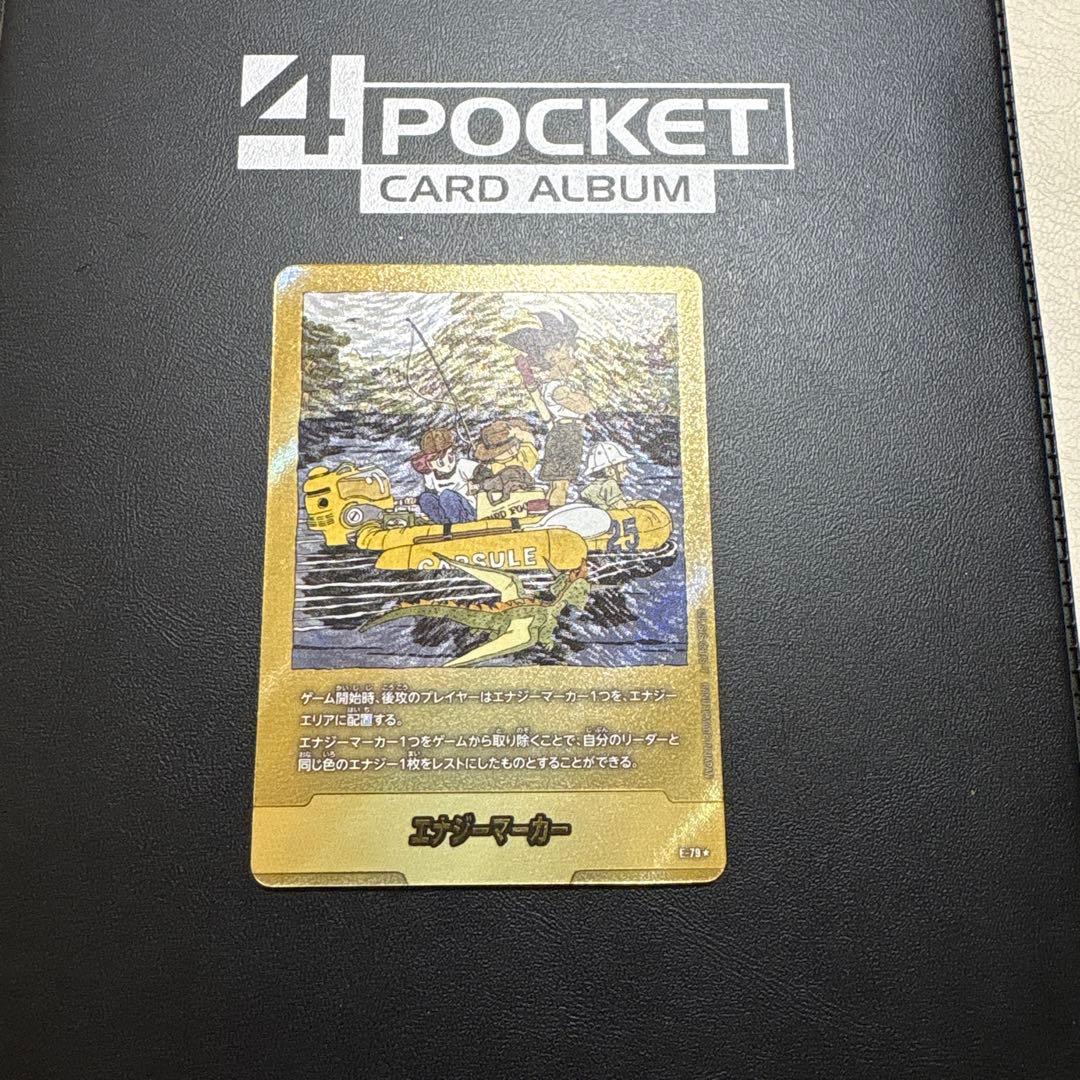 4 POCKET
CARD ALBUM
CAPSULE
25
ゲーム開始時、後攻のプレイヤーはエナジーマーカー1つを、エナジー
エリアに配置する。
エナジーマーカー1つをゲームから取り除くことで、自分のリーダーと
同じ色のエナジー1枚をレストにしたものとすることができる。
エナジーマーカー
E-79★